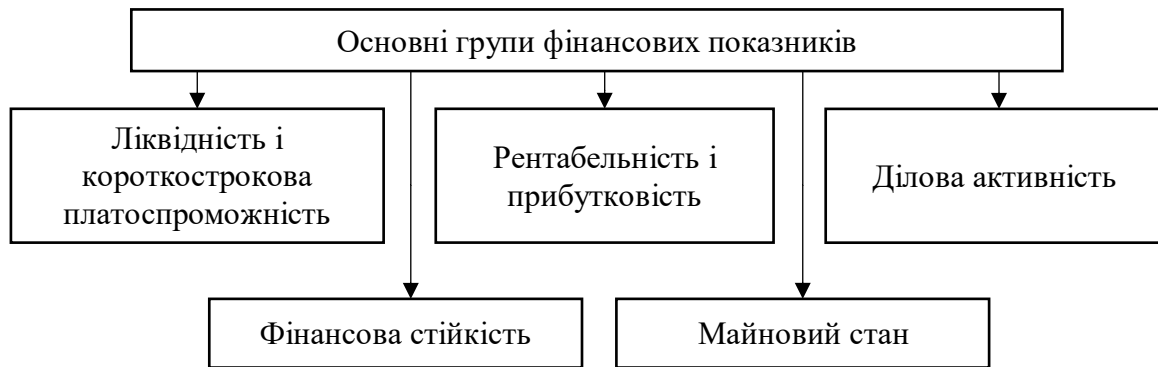 Основні групи фінансових показників
Ліквідність і
короткострокова
платоспроможність
Рентабельність і
прибутковість
Ділова активність
Фінансова стійкість
Майновий стан